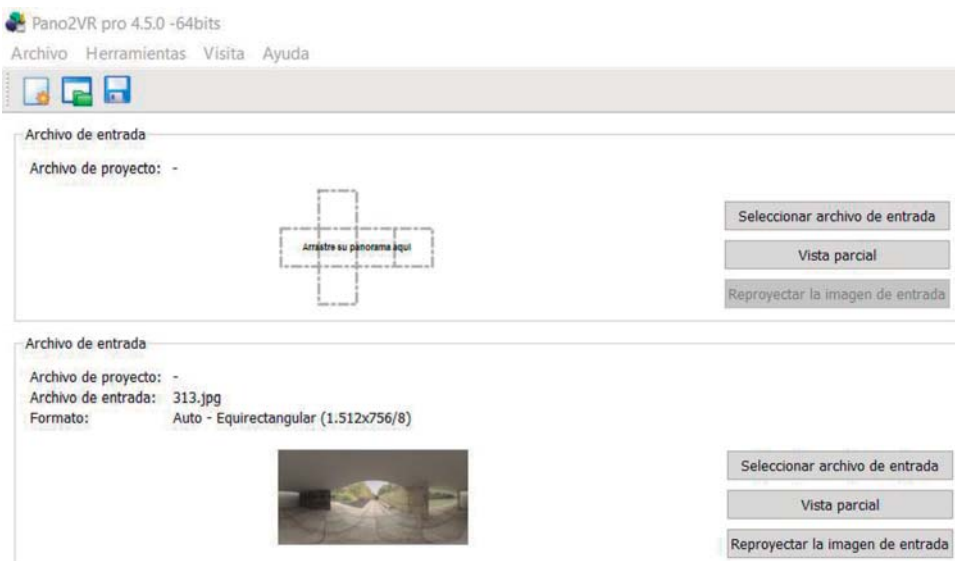 Pano2VR pro 4.5.0 -64bits
Archivo Herramientas Visita Ayuda
Archivo de entrada
Archivo de proyecto: -
Arrastre su panorama aquí
Seleccionar archivo de entrada
Vista parcial
Reproyectar la imagen de entrada
Archivo de entrada
Archivo de proyecto: -
Archivo de entrada: 313.jpg
Formato: Auto - Equirectangular (1.512x756/8)
Seleccionar archivo de entrada
Vista parcial
Reproyectar la imagen de entrada